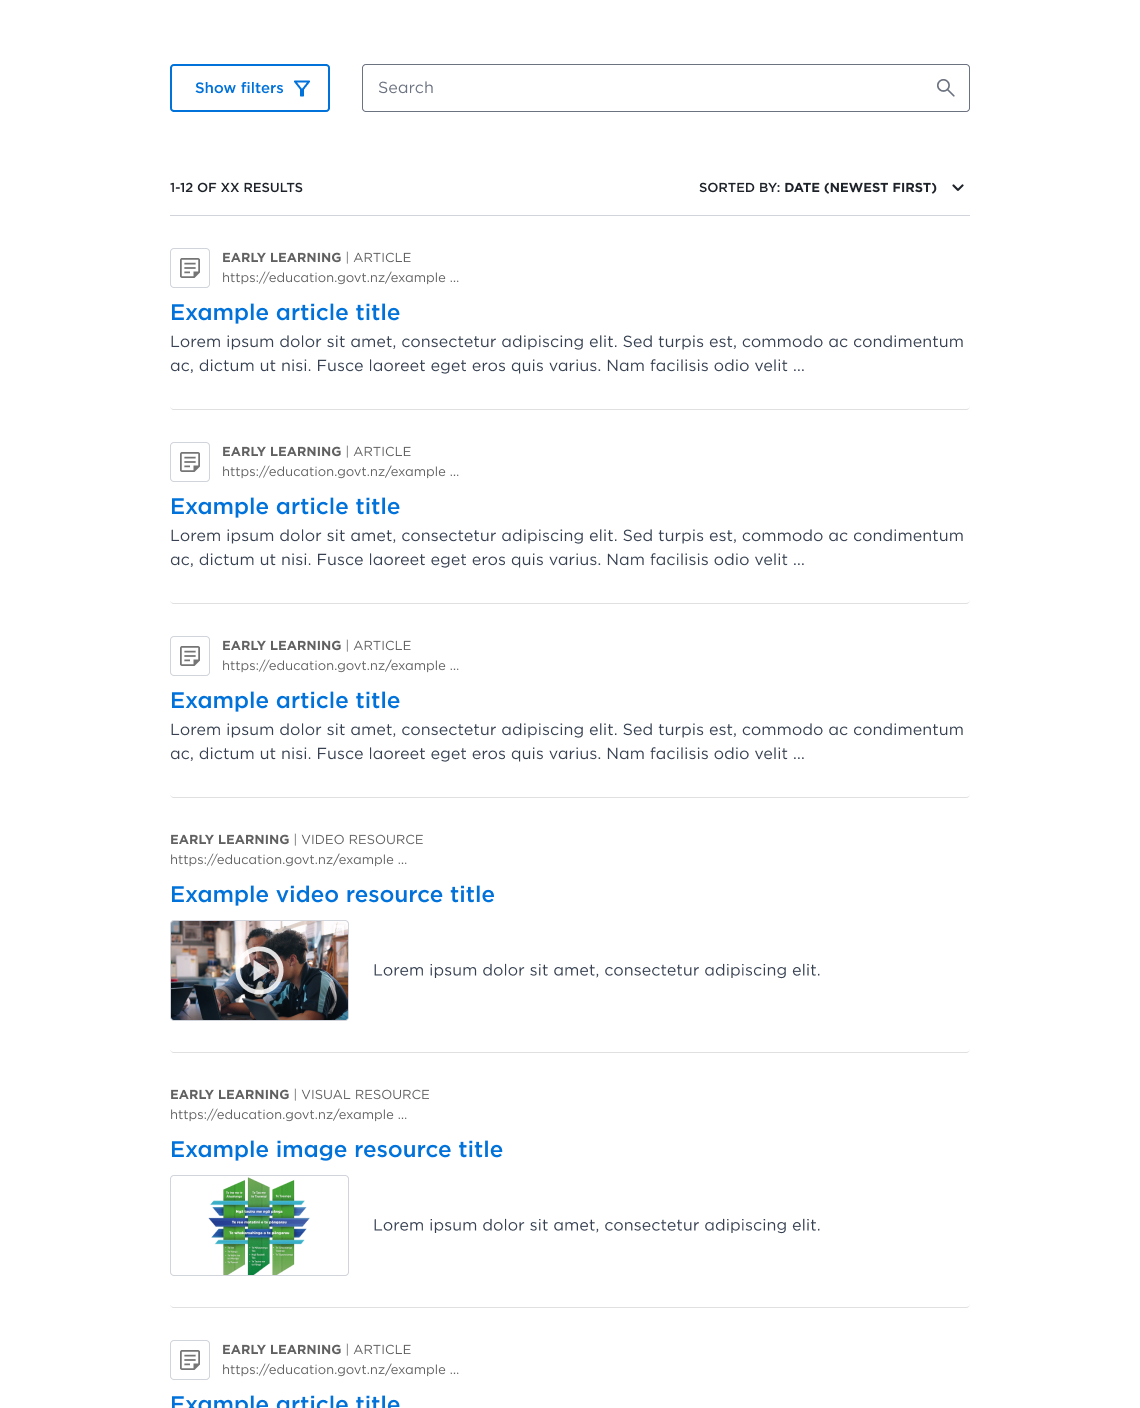 Show filters
Search
1-12 OF XX RESULTS
SORTED BY: DATE (NEWEST FIRST)
EARLY LEARNING | ARTICLE
https://education.govt.nz/example ...
Example article title
Lorem ipsum dolor sit amet, consectetur adipiscing elit. Sed turpis est, commodo ac condimentum
ac, dictum ut nisi. Fusce laoreet eget eros quis varius. Nam facilisis odio velit ...
EARLY LEARNING | ARTICLE
https://education.govt.nz/example ...
Example article title
Lorem ipsum dolor sit amet, consectetur adipiscing elit. Sed turpis est, commodo ac condimentum
ac, dictum ut nisi. Fusce laoreet eget eros quis varius. Nam facilisis odio velit ...
EARLY LEARNING | ARTICLE
https://education.govt.nz/example ...
Example article title
Lorem ipsum dolor sit amet, consectetur adipiscing elit. Sed turpis est, commodo ac condimentum
ac, dictum ut nisi. Fusce laoreet eget eros quis varius. Nam facilisis odio velit ...
EARLY LEARNING | VIDEO RESOURCE
https://education.govt.nz/example ...
Example video resource title
Lorem ipsum dolor sit amet, consectetur adipiscing elit.
EARLY LEARNING | VISUAL RESOURCE
https://education.govt.nz/example ...
Example image resource title
Lorem ipsum dolor sit amet, consectetur adipiscing elit.
EARLY LEARNING | ARTICLE
https://education.govt.nz/example ...
Example article title